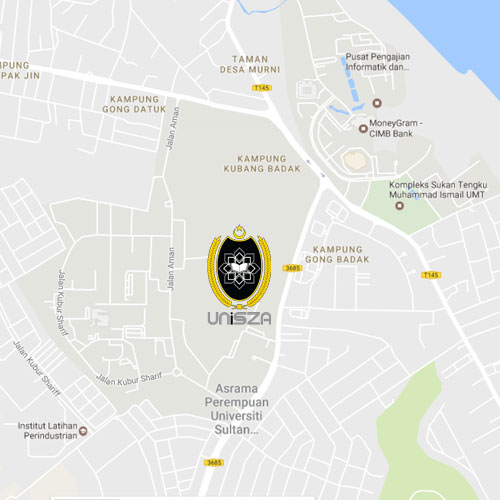 TAMAN
DESA MURNI
Pusat Pengajian
Informatik dan...
PUNG
PAK JIN
T145
KAMPUNG
GONG DATUK
MoneyGram -
CIMB Bank
Jalan Aman
KAMPUNG
KUBANG BADAK
Kompleks Sukan Tengku
Muhammad Ismail UMT
KAMPUNG
GONG BADAK
Jalan Aman
3685
T145
Jalan Kubur Sharif
UNiSZA
Jalan Kubur Shariff
Jalan Kubur Sharif
Asrama
Perempuan
Universiti
Sultan...
Institut Latihan
Perindustrian
3685